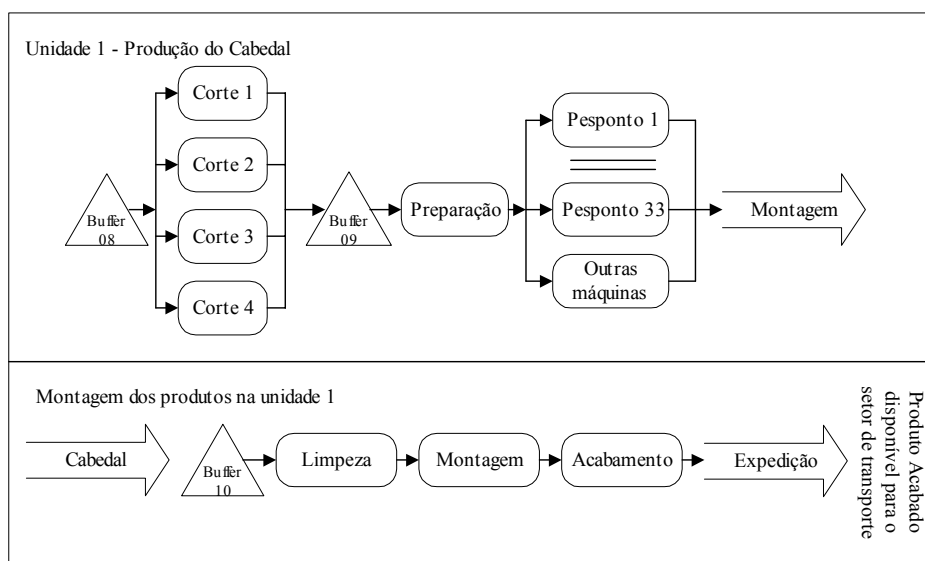 Unidade 1 - Produção do Cabedal
Corte 1
Corte 2
Corte 3
Corte 4
Buffer
08
Buffer
09
Preparação
Pesponto 1
Pesponto 33
Outras
máquinas
Montagem
Montagem dos produtos na unidade 1
Cabedal
Buffer
10
Limpeza
Montagem
Acabamento
Expedição
Produto Acabado
disponível para o
setor de transporte